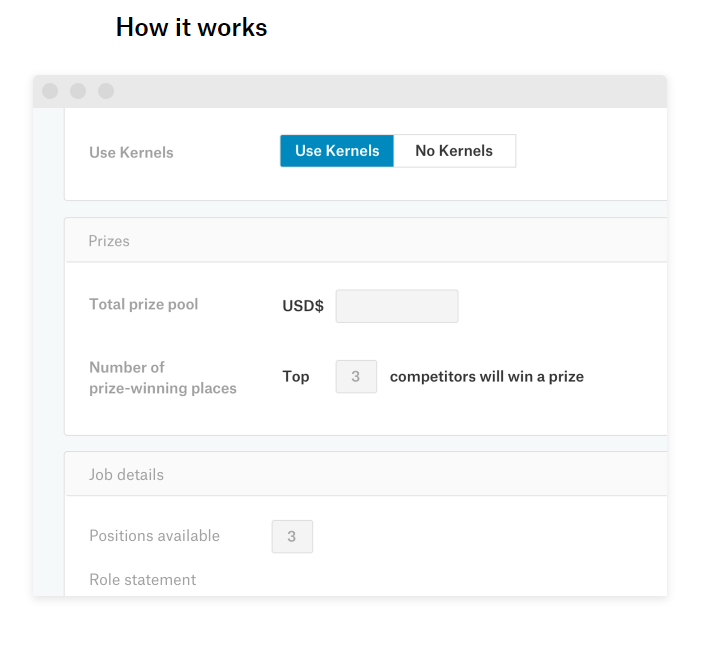 How it works
Use Kernels Use Kernels No Kernels
Prizes
Total prize pool USD$
Number of
prize-winning places Top 3 competitors will win a prize
Job details
Positions available 3
Role statement